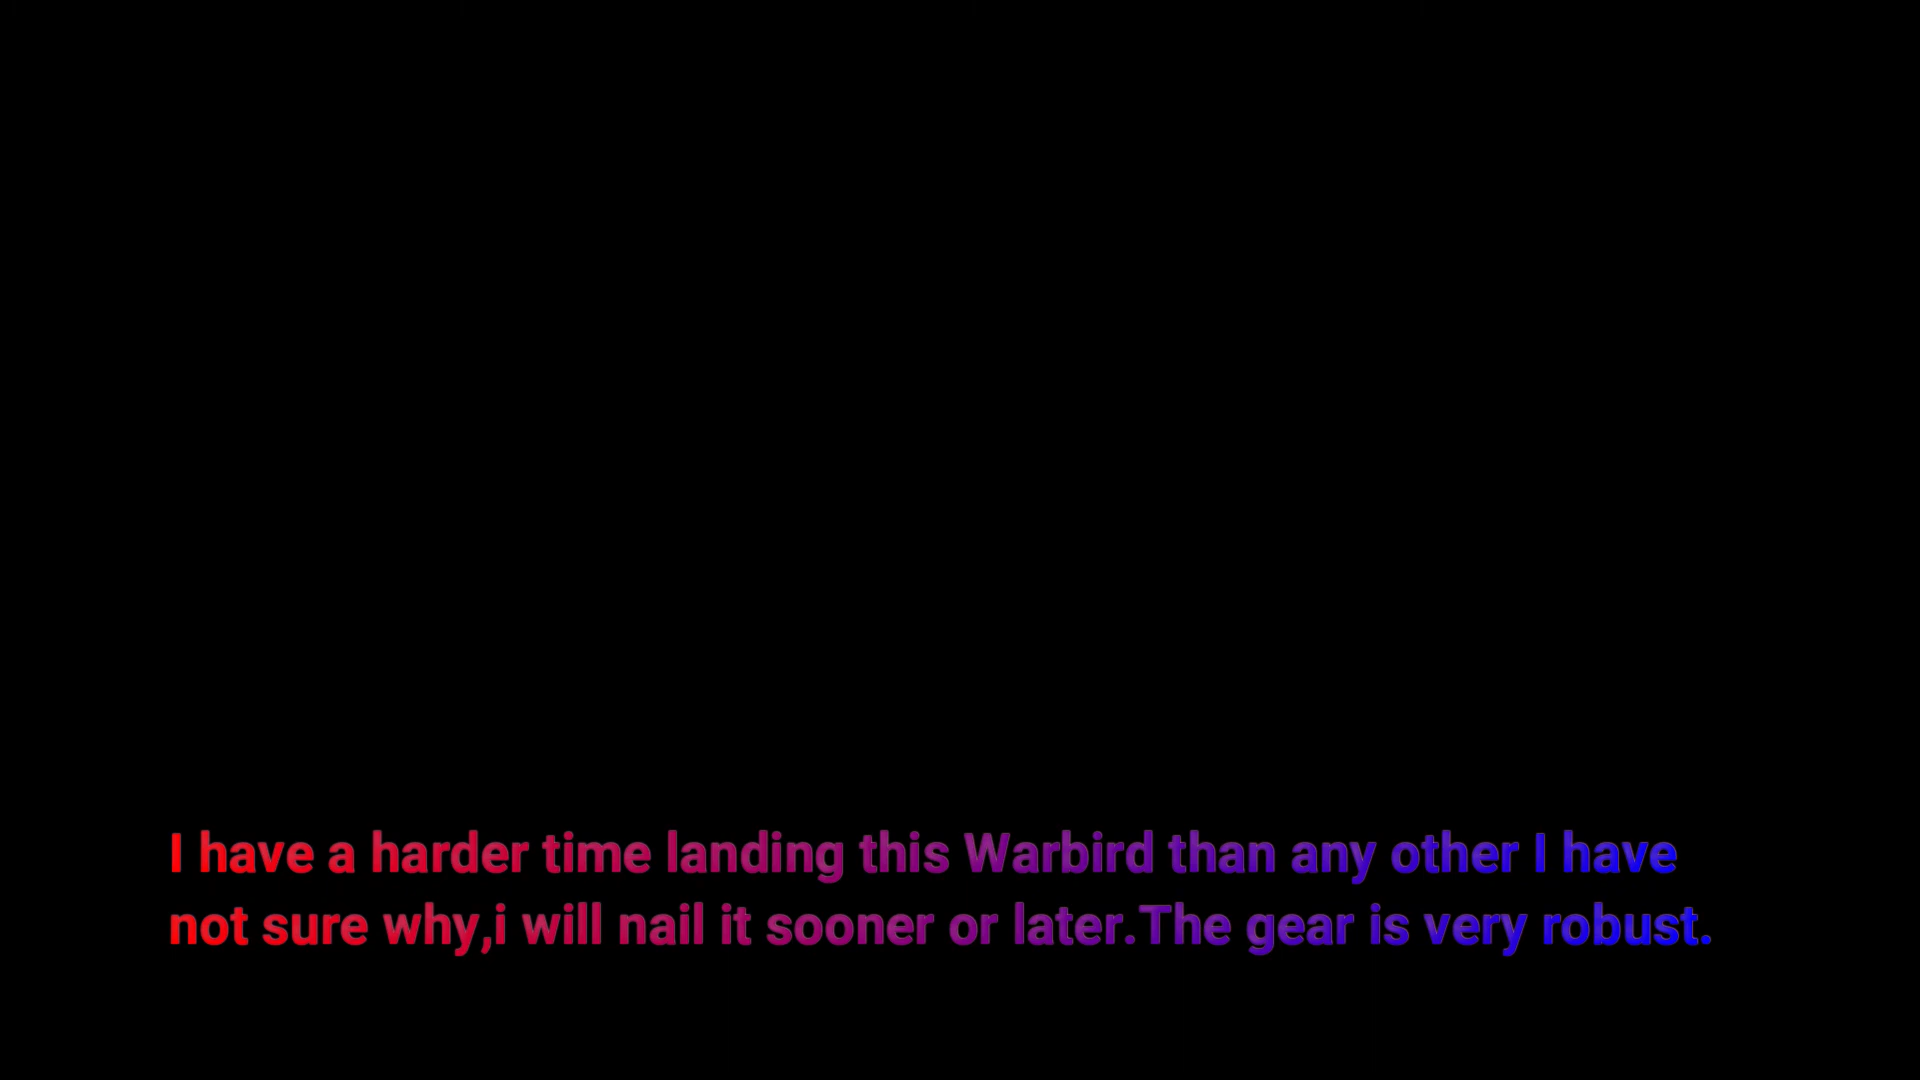 I have a harder time landing this Warbird than any other I have
not sure why,i will nail it sooner or later.The gear is very robust.